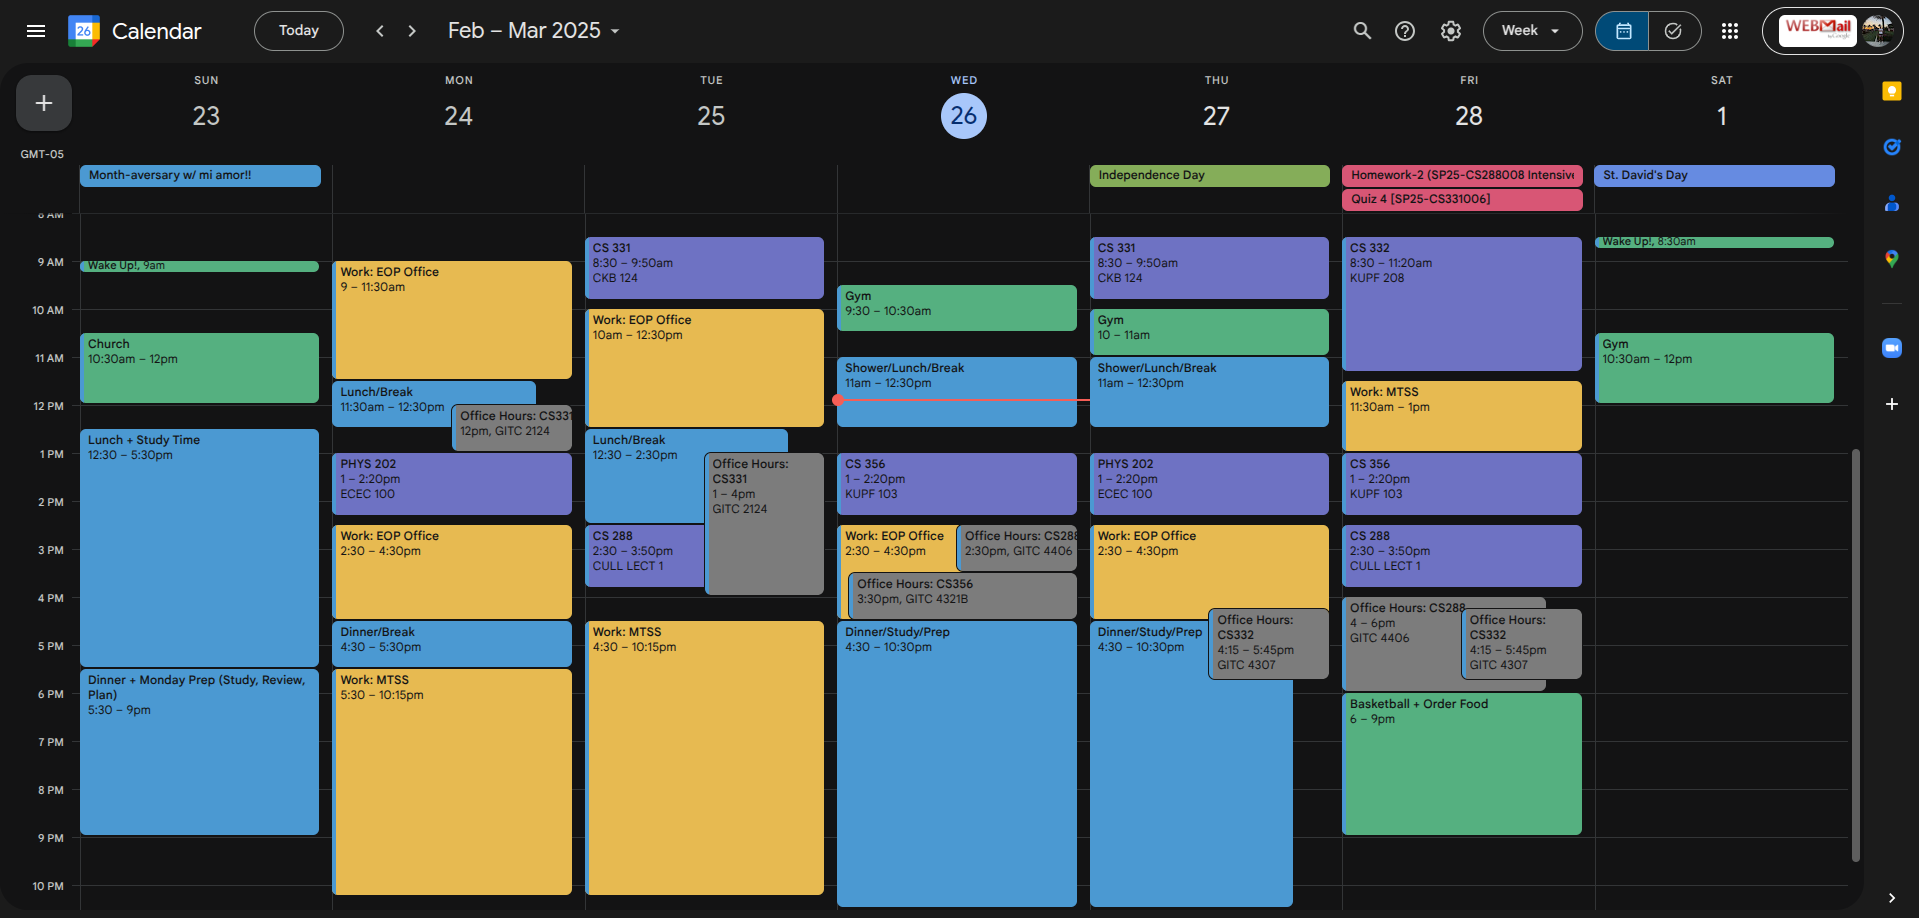 26
Calendar
Today
Feb – Mar 2025
Week
WEBMail
by Google
SUN
23
MON
24
TUE
25
WED
26
THU
27
FRI
28
SAT
1
GMT-05
Month-aversary w/ mi amor!!
Independence Day
Homework-2 (SP25-CS288008 Intensive
Quiz 4 [SP25-CS331006]
St. David's Day
8 AM
9 AM
10 AM
11 AM
12 PM
1 PM
2 PM
3 PM
4 PM
5 PM
6 PM
7 PM
8 PM
9 PM
10 PM
Wake Up!, 9am
Church
10:30am – 12pm
Lunch + Study Time
12:30 – 5:30pm
Dinner + Monday Prep (Study, Review,
Plan)
5:30 – 9pm
Work: EOP Office
9 – 11:30am
Lunch/Break
11:30am – 12:30pm
Office Hours: CS331
12pm, GITC 2124
PHYS 202
1 – 2:20pm
ECEC 100
Work: EOP Office
2:30 – 4:30pm
Dinner/Break
4:30 – 5:30pm
Work: MTSS
5:30 – 10:15pm
CS 331
8:30 – 9:50am
CKB 124
Work: EOP Office
10am – 12:30pm
Lunch/Break
12:30 – 2:30pm
Office Hours:
CS331
1 – 4pm
GITC 2124
CS 288
2:30 – 3:50pm
CULL LECT 1
Work: MTSS
4:30 – 10:15pm
Gym
9:30 – 10:30am
Shower/Lunch/Break
11am – 12:30pm
CS 356
1 – 2:20pm
KUPF 103
Work: EOP Office
2:30 – 4:30pm
Office Hours: CS288
2:30pm, GITC 4406
Office Hours: CS356
3:30pm, GITC 4321B
Dinner/Study/Prep
4:30 – 10:30pm
CS 331
8:30 – 9:50am
CKB 124
Gym
10 – 11am
Shower/Lunch/Break
11am – 12:30pm
PHYS 202
1 – 2:20pm
ECEC 100
Work: EOP Office
2:30 – 4:30pm
Office Hours:
CS332
4:15 – 5:45pm
GITC 4307
Dinner/Study/Prep
4:30 – 10:30pm
CS 332
8:30 – 11:20am
KUPF 208
Work: MTSS
11:30am – 1pm
CS 356
1 – 2:20pm
KUPF 103
CS 288
2:30 – 3:50pm
CULL LECT 1
Office Hours: CS288
4 – 6pm
GITC 4406
Office Hours:
CS332
4:15 – 5:45pm
GITC 4307
Basketball + Order Food
6 – 9pm
Wake Up!, 8:30am
Gym
10:30am – 12pm